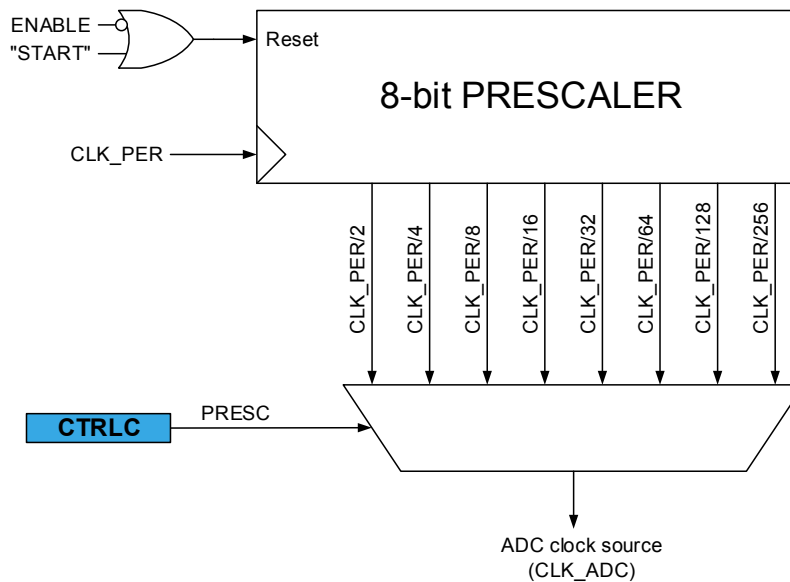 ENABLE
"START"
Reset
8-bit PRESCALER
CLK_PER
CLK_PER/2
CLK_PER/4
CLK_PER/8
CLK_PER/16
CLK_PER/32
CLK_PER/64
CLK_PER/128
CLK_PER/256
CTRLC
PRESC
ADC clock source
(CLK_ADC)